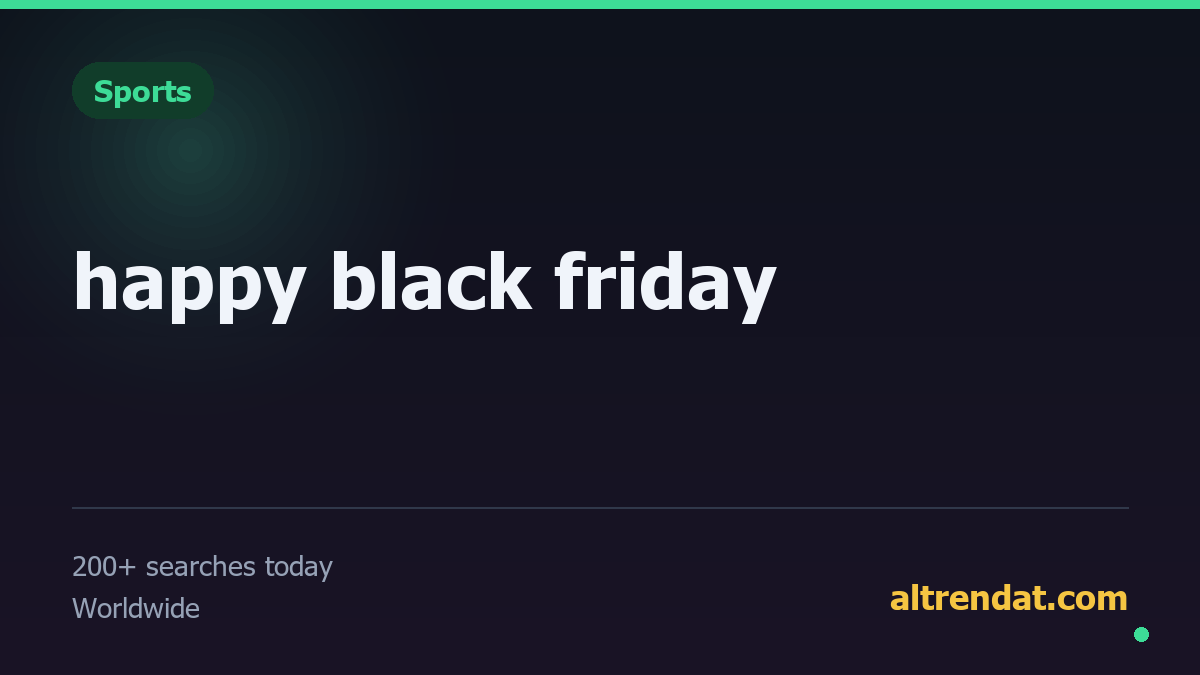 Sports
happy black friday
200+ searches today
Worldwide
altrendat.com